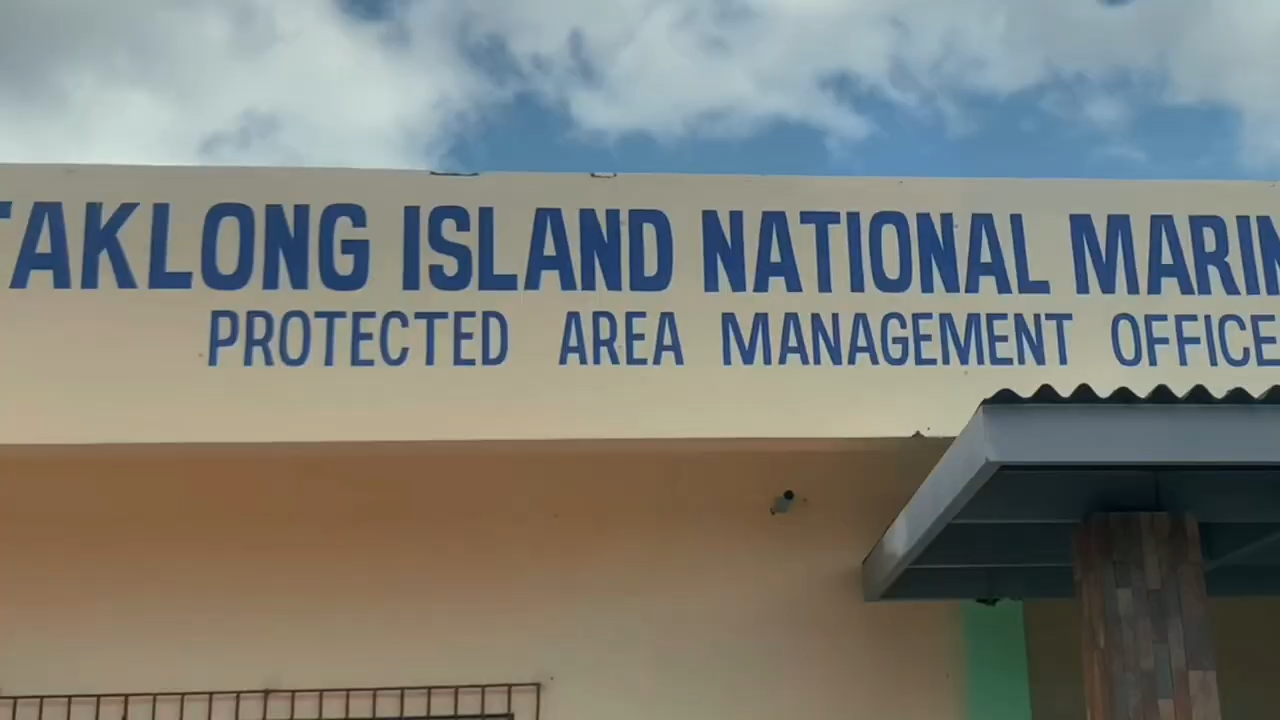 TAKLONG ISLAND NATIONAL MARIN
PROTECTED AREA MANAGEMENT OFFICE